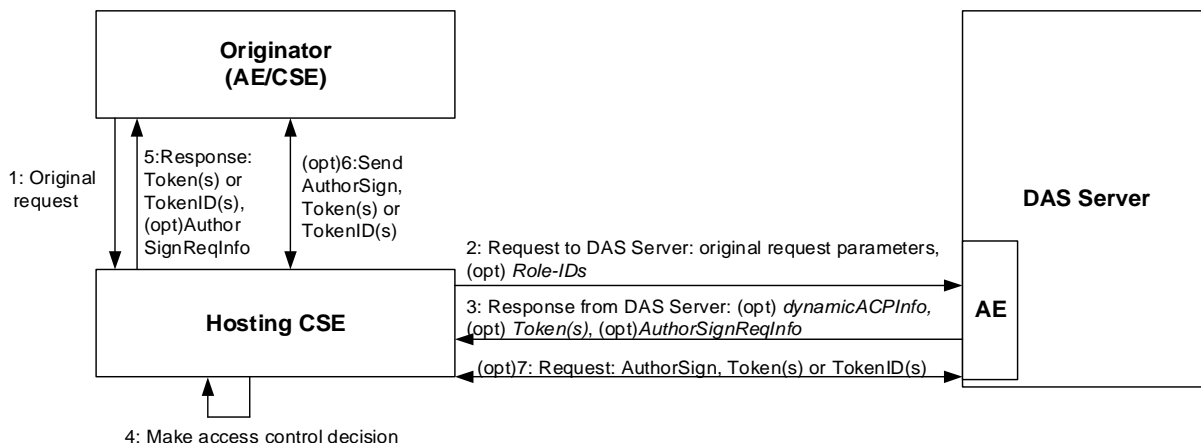 Originator
(AE/CSE)
DAS Server
1: Original
request
5:Response:
Token(s) or
TokenID(s),
(opt)Author
SignReqInfo
(opt)6:Send
AuthorSign,
Token(s) or
TokenID(s)
2: Request to DAS Server: original request parameters,
(opt) Role-IDs
Hosting CSE
3: Response from DAS Server: (opt) dynamicACPInfo,
(opt) Token(s), (opt)AuthorSignReqInfo
AE
(opt)7: Request: AuthorSign, Token(s) or TokenID(s)
4: Make access control decision